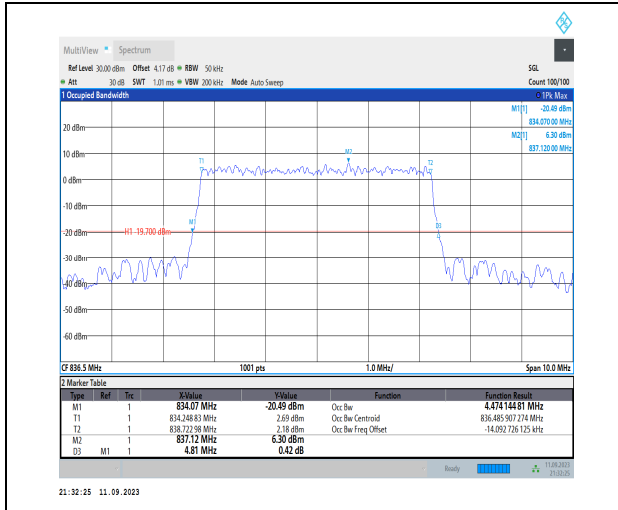 MultiView Spectrum
Ref Level 30.00 dBm Offset 4.17 dB RBW 50 kHz SGL
Att 30 dB SWT 1.01 ms VBW 200 kHz Mode Auto Sweep Count 100/100
1 Occupied Bandwidth 1Pk Max
M1[1] -20.49 dBm
834.070 00 MHz
M2[1] 6.30 dBm
837.120 00 MHz
20 dBm
10 dBm
T1 M2 T2
0 dBm
-10 dBm
M1 D3
-20 dBm H1 -19.700 dBm
-30 dBm
-40 dBm
-50 dBm
-60 dBm
CF 836.5 MHz 1001 pts 1.0 MHz/ Span 10.0 MHz
2 Marker Table
Type Ref Trc X-Value Y-Value Function Function Result
M1 1 834.07 MHz -20.49 dBm Occ Bw 4.474 144 81 MHz
T1 1 834.248 83 MHz 2.69 dBm Occ Bw Centroid 836.485 907 274 MHz
T2 1 838.722 98 MHz 2.18 dBm Occ Bw Freq Offset -14.092 726 125 kHz
M2 1 837.12 MHz 6.30 dBm
D3 M1 1 4.81 MHz 0.42 dB
Ready 11.09.2023
21:32:25
21:32:25 11.09.2023